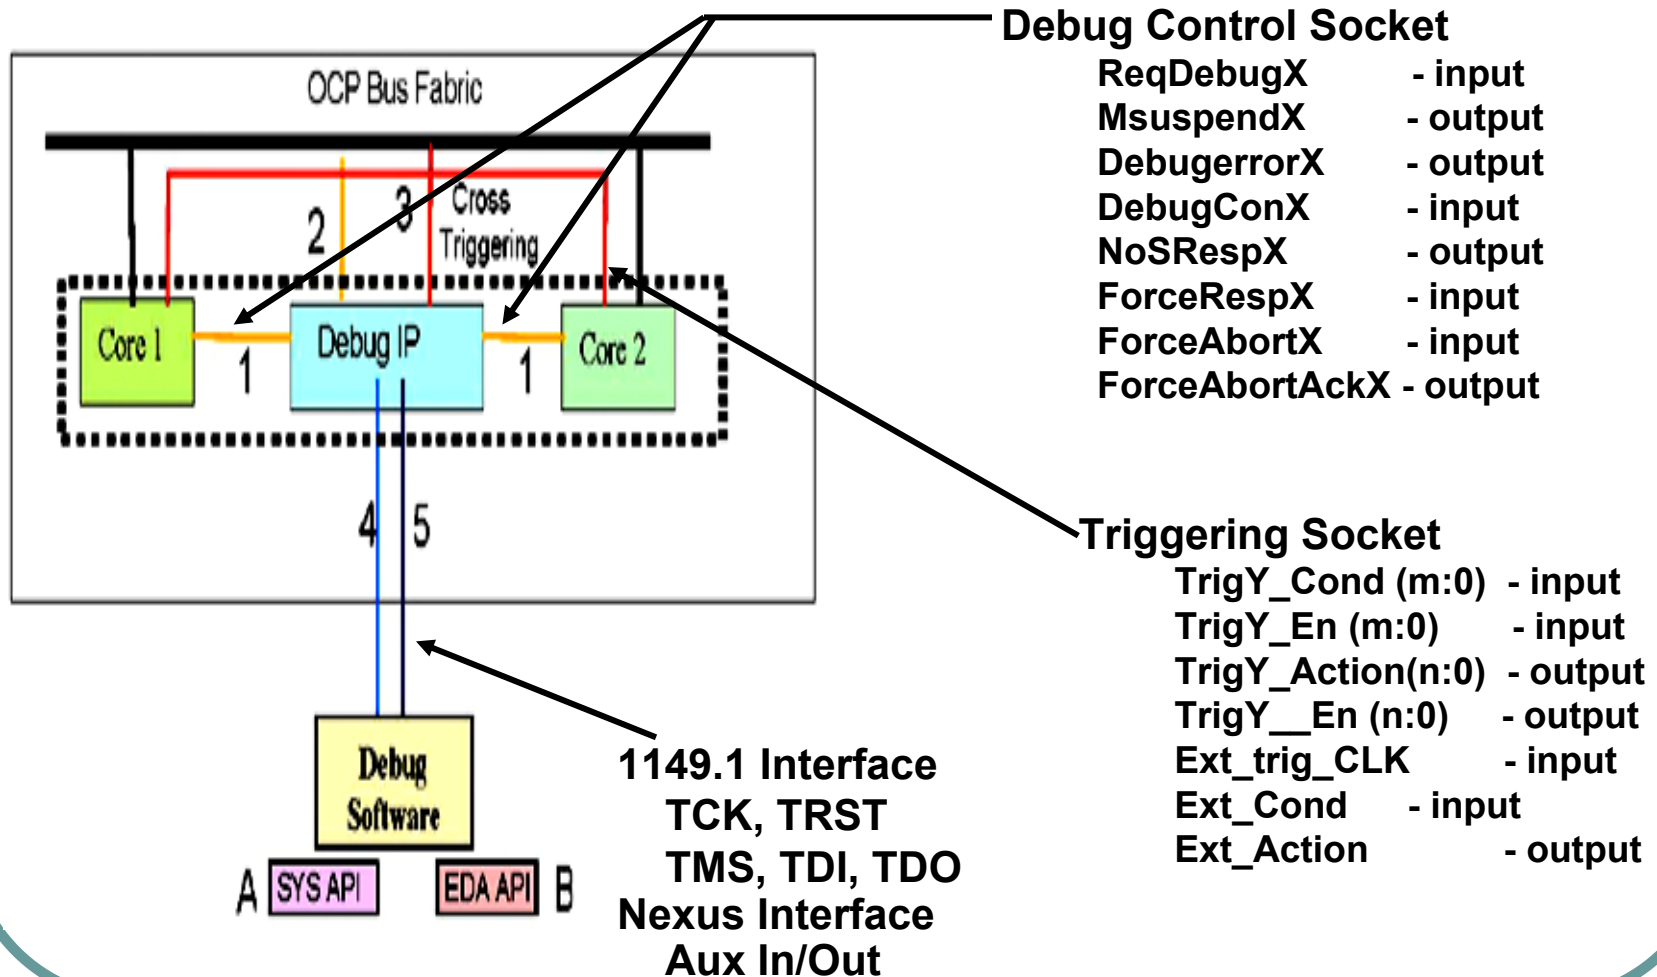 Debug Control Socket
ReqDebugX - input
MsuspendX - output
DebugerrorX - output
DebugConX - input
NoSRespX - output
ForceRespX - input
ForceAbortX - input
ForceAbortAckX - output
OCP Bus Fabric
2
3
Cross
Triggering
Core 1
1
Debug IP
1
Core 2
4
5
Triggering Socket
TrigY_Cond (m:0) - input
TrigY_En (m:0) - input
TrigY_Action(n:0) - output
TrigY__En (n:0) - output
Ext_trig_CLK - input
Ext_Cond - input
Ext_Action - output
Debug
Software
A
SYS API
EDA API
B
1149.1 Interface
TCK, TRST
TMS, TDI, TDO
Nexus Interface
Aux In/Out